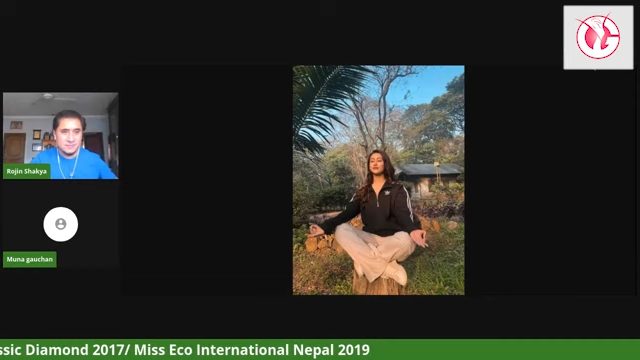 Rojin Shakya
Muna gauchan
ssic Diamond 2017/ Miss Eco International Nepal 2019